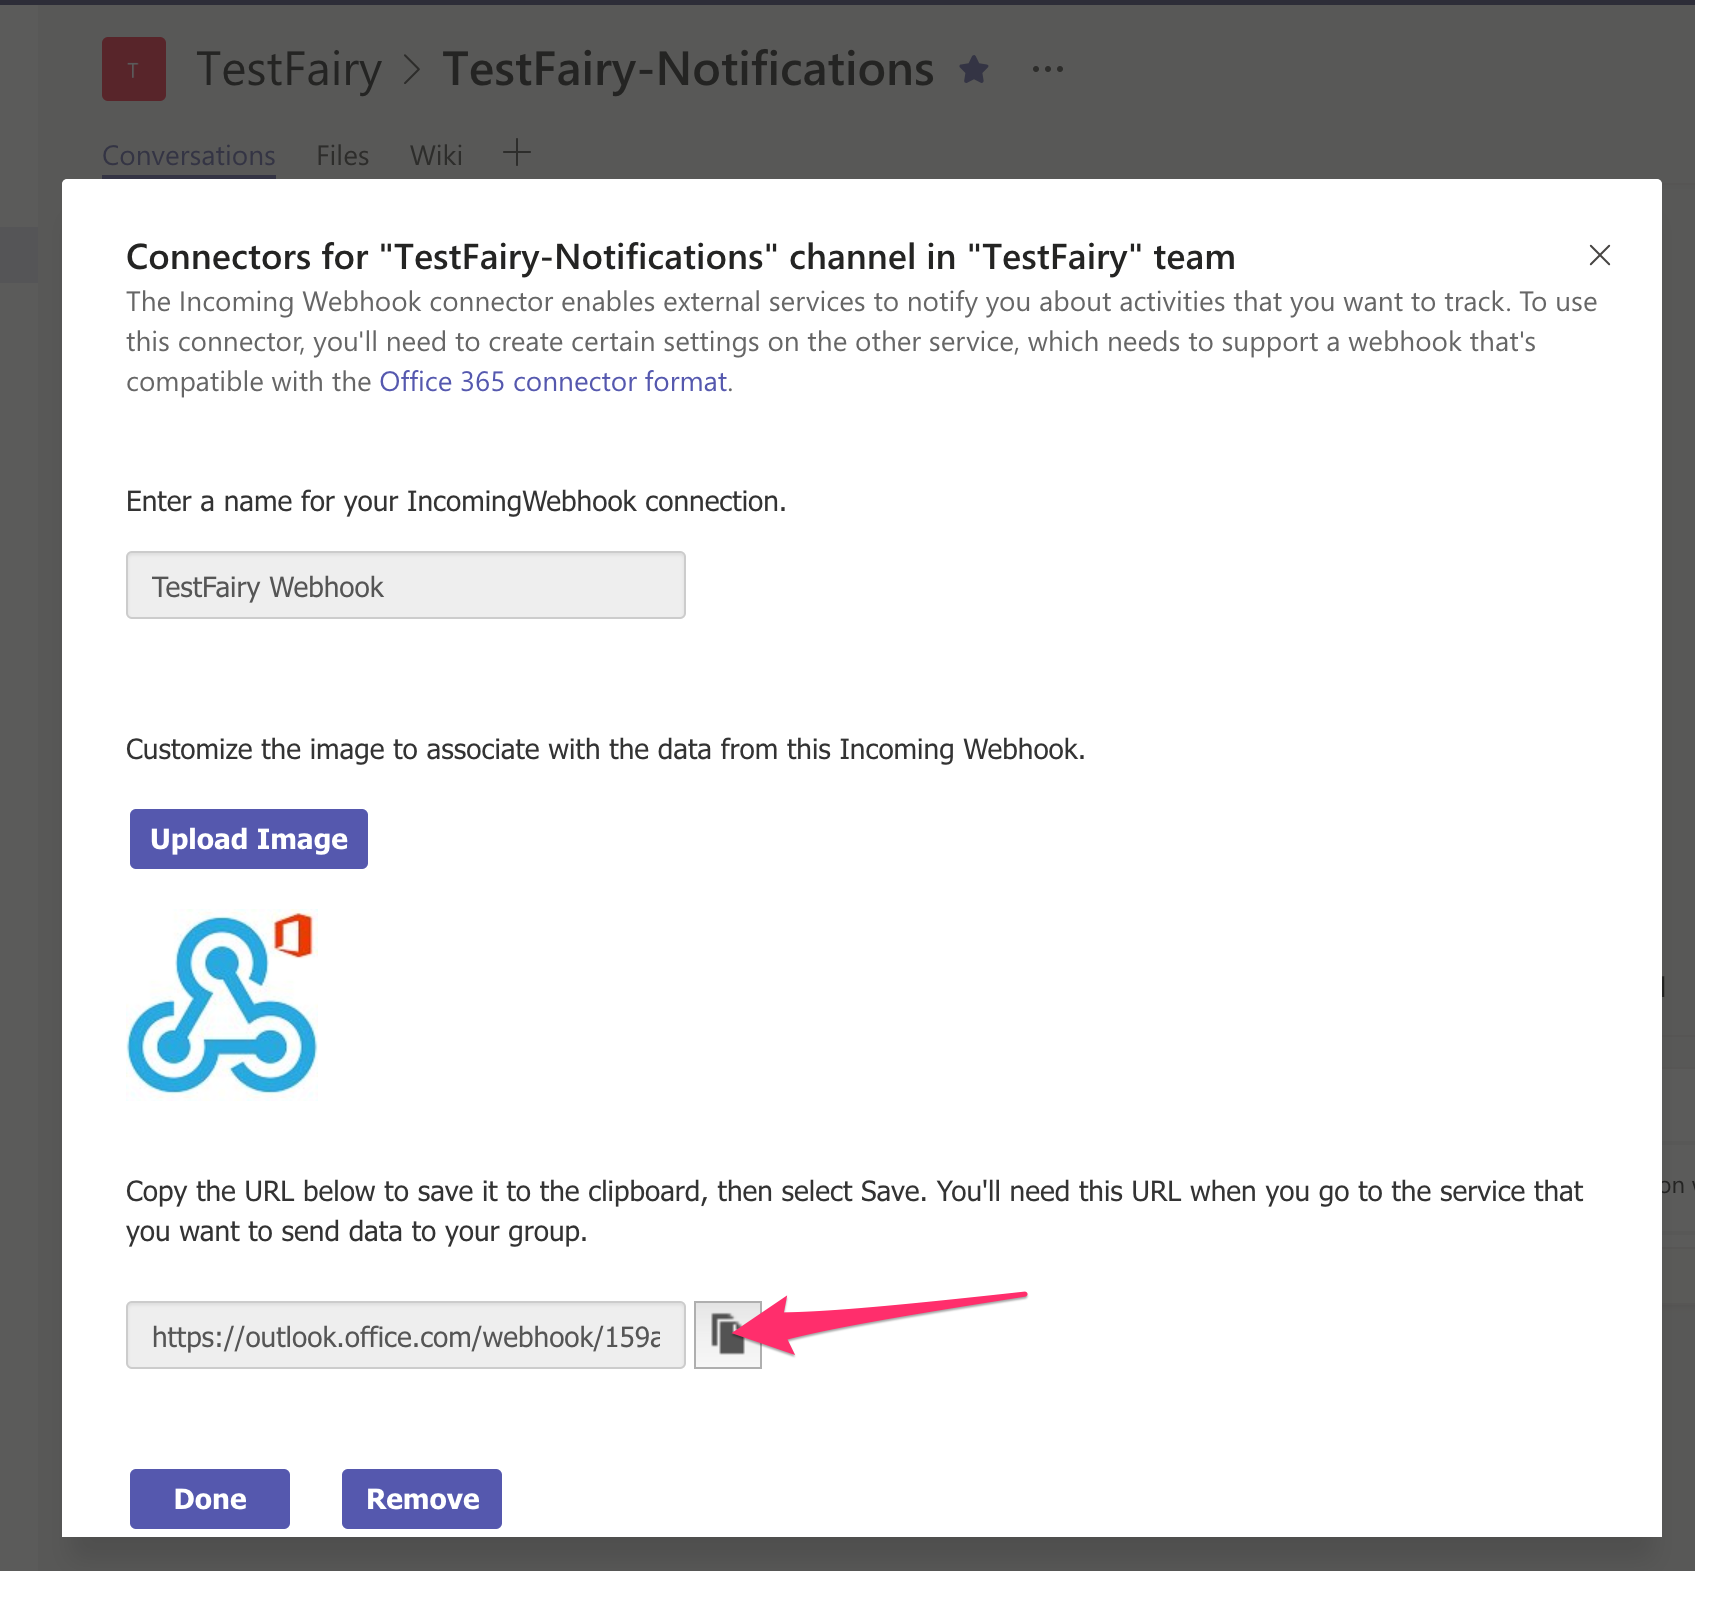 T
TestFairy > TestFairy-Notifications ...
Conversations Files Wiki +
Connectors for "TestFairy-Notifications" channel in "TestFairy" team
The Incoming Webhook connector enables external services to notify you about activities that you want to track. To use
this connector, you'll need to create certain settings on the other service, which needs to support a webhook that's
compatible with the Office 365 connector format.
Enter a name for your IncomingWebhook connection.
TestFairy Webhook
Customize the image to associate with the data from this Incoming Webhook.
Upload Image
Copy the URL below to save it to the clipboard, then select Save. You'll need this URL when you go to the service that
you want to send data to your group.
https://outlook.office.com/webhook/159a
Done Remove